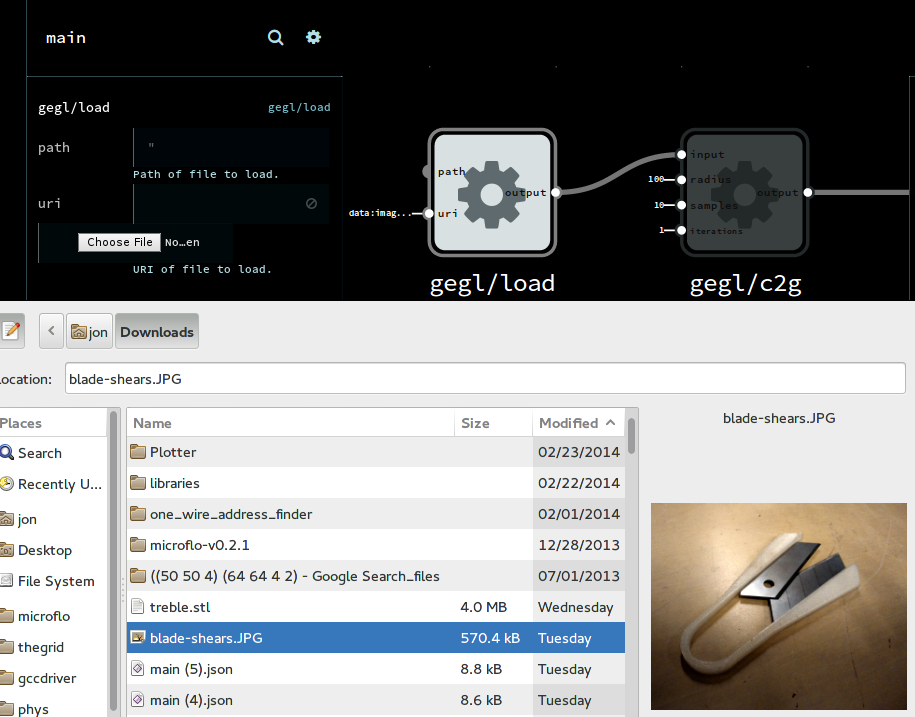 main
gegl/load gegl/load
path "
Path of file to load.
uri
Choose File No...en
URI of file to load.
path
output
data:imag...
uri
gegl/load
input
100 radius
output
10 samples
1 iterations
gegl/c2g
jon Downloads
ocation: blade-shears.JPG
Places
Search
Recently U...
jon
Desktop
File System
microflo
thegrid
gccdriver
phys
Name Size Modified
Plotter 02/23/2014
libraries 02/22/2014
one_wire_address_finder 02/01/2014
microflo-v0.2.1 12/28/2013
((50 50 4) (64 64 4 2) - Google Search_files 07/01/2013
treble.stl 4.0 MB Wednesday
blade-shears.JPG 570.4 kB Tuesday
main (5).json 8.8 kB Tuesday
main (4).json 8.6 kB Tuesday
blade-shears.JPG